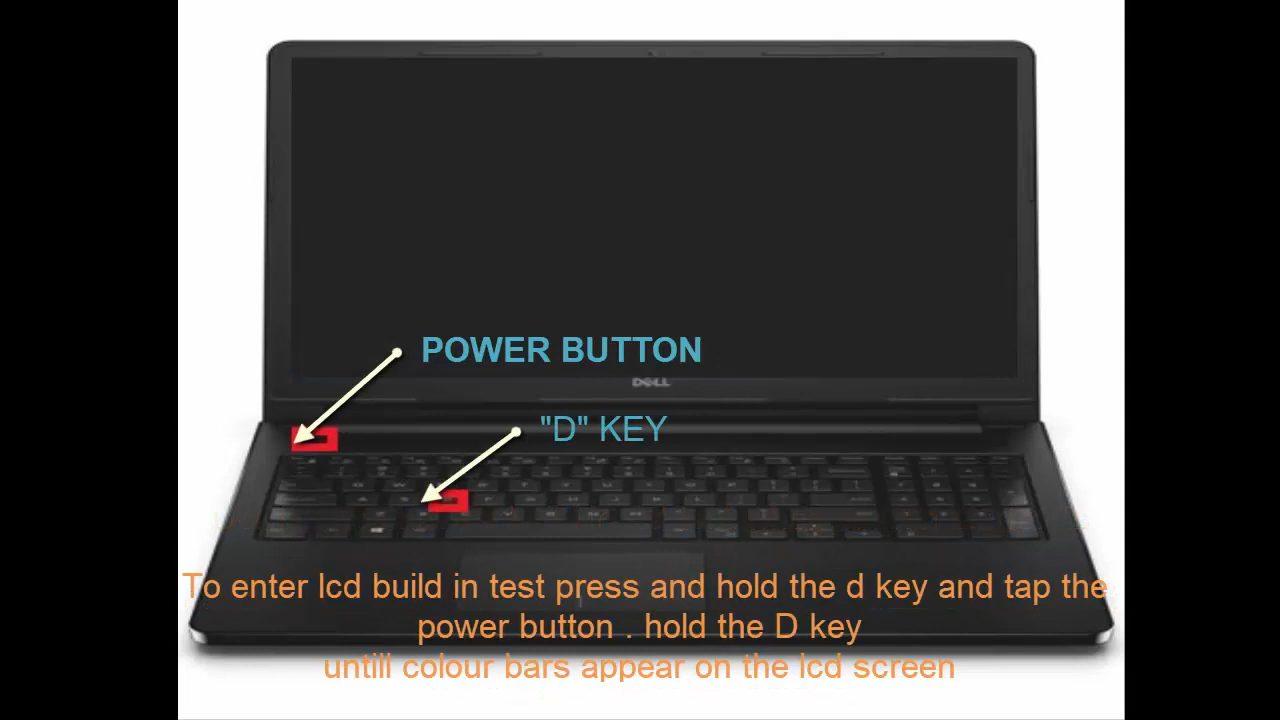 POWER BUTTON
DELL
"D" KEY
To enter lcd build in test press and hold the d key and tap the
power button . hold the D key
untill colour bars appear on the lcd screen